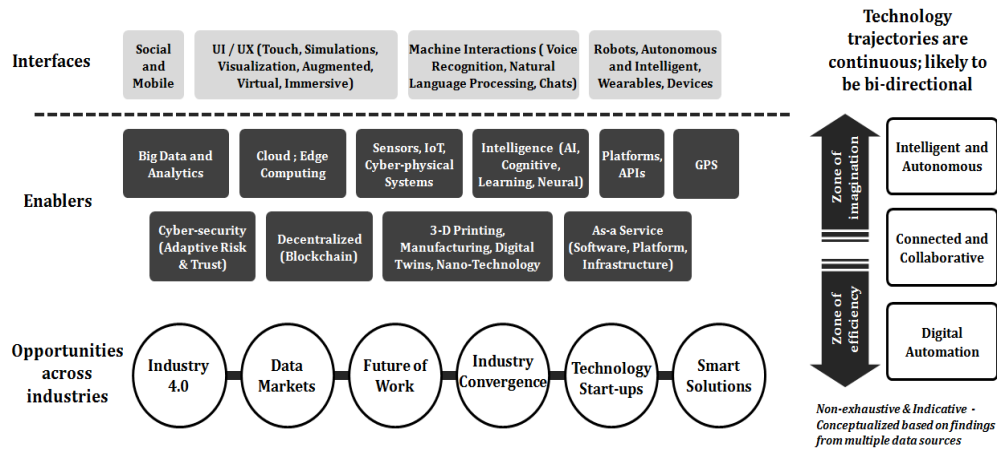 Interfaces
Social
and
Mobile
UI / UX (Touch, Simulations,
Visualization, Augmented,
Virtual, Immersive)
Machine Interactions ( Voice
Recognition, Natural
Language Processing, Chats)
Robots, Autonomous
and Intelligent,
Wearables, Devices
Enablers
Big Data and
Analytics
Cloud ; Edge
Computing
Sensors, IoT,
Cyber-physical
Systems
Intelligence (AI,
Cognitive,
Learning, Neural)
Platforms,
APIs
GPS
Cyber-security
(Adaptive Risk
& Trust)
Decentralized
(Blockchain)
3-D Printing,
Manufacturing, Digital
Twins, Nano-Technology
As-a Service
(Software, Platform,
Infrastructure)
Opportunities
across
industries
Industry
4.0
Data
Markets
Future of
Work
Industry
Convergence
Technology
Start-ups
Smart
Solutions
Technology
trajectories are
continuous; likely to
be bi-directional
Zone of
imagination
Zone of
efficiency
Intelligent and
Autonomous
Connected and
Collaborative
Digital
Automation
Non-exhaustive & Indicative -
Conceptualized based on findings
from multiple data sources